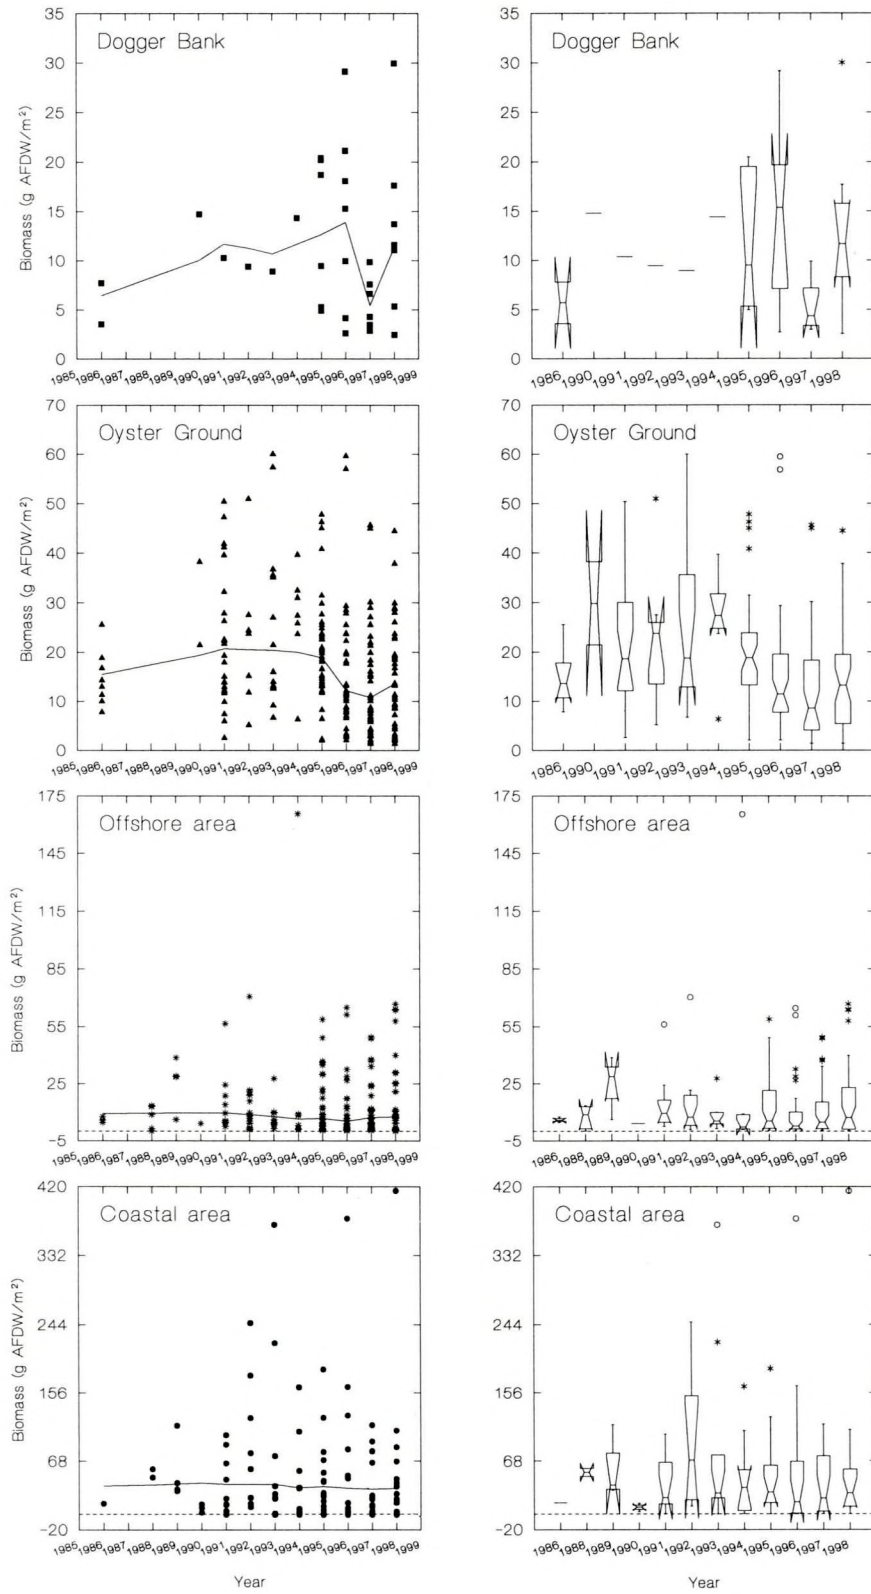 Dogger Bank
Biomass (g AFDW/m²)
35
30
25
20
15
10
5
0
1985 1986 1987 1988 1989 1990 1991 1992 1993 1994 1995 1996 1997 1998 1999
Dogger Bank
35
30
25
20
15
10
5
0
1986 1990 1991 1992 1993 1994 1995 1996 1997 1998
Oyster Ground
Biomass (g AFDW/m²)
70
60
50
40
30
20
10
0
1985 1986 1987 1988 1989 1990 1991 1992 1993 1994 1995 1996 1997 1998 1999
Oyster Ground
70
60
50
40
30
20
10
0
1986 1990 1991 1992 1993 1994 1995 1996 1997 1998
Offshore area
Biomass (g AFDW/m²)
175
145
115
85
55
25
-5
1985 1986 1987 1988 1989 1990 1991 1992 1993 1994 1995 1996 1997 1998 1999
Offshore area
175
145
115
85
55
25
-5
1986 1988 1989 1990 1991 1992 1993 1994 1995 1996 1997 1998
Coastal area
Biomass (g AFDW/m²)
420
332
244
156
68
-20
1985 1986 1987 1988 1989 1990 1991 1992 1993 1994 1995 1996 1997 1998 1999
Year
Coastal area
420
332
244
156
68
-20
1986 1988 1989 1990 1991 1992 1993 1994 1995 1996 1997 1998
Year